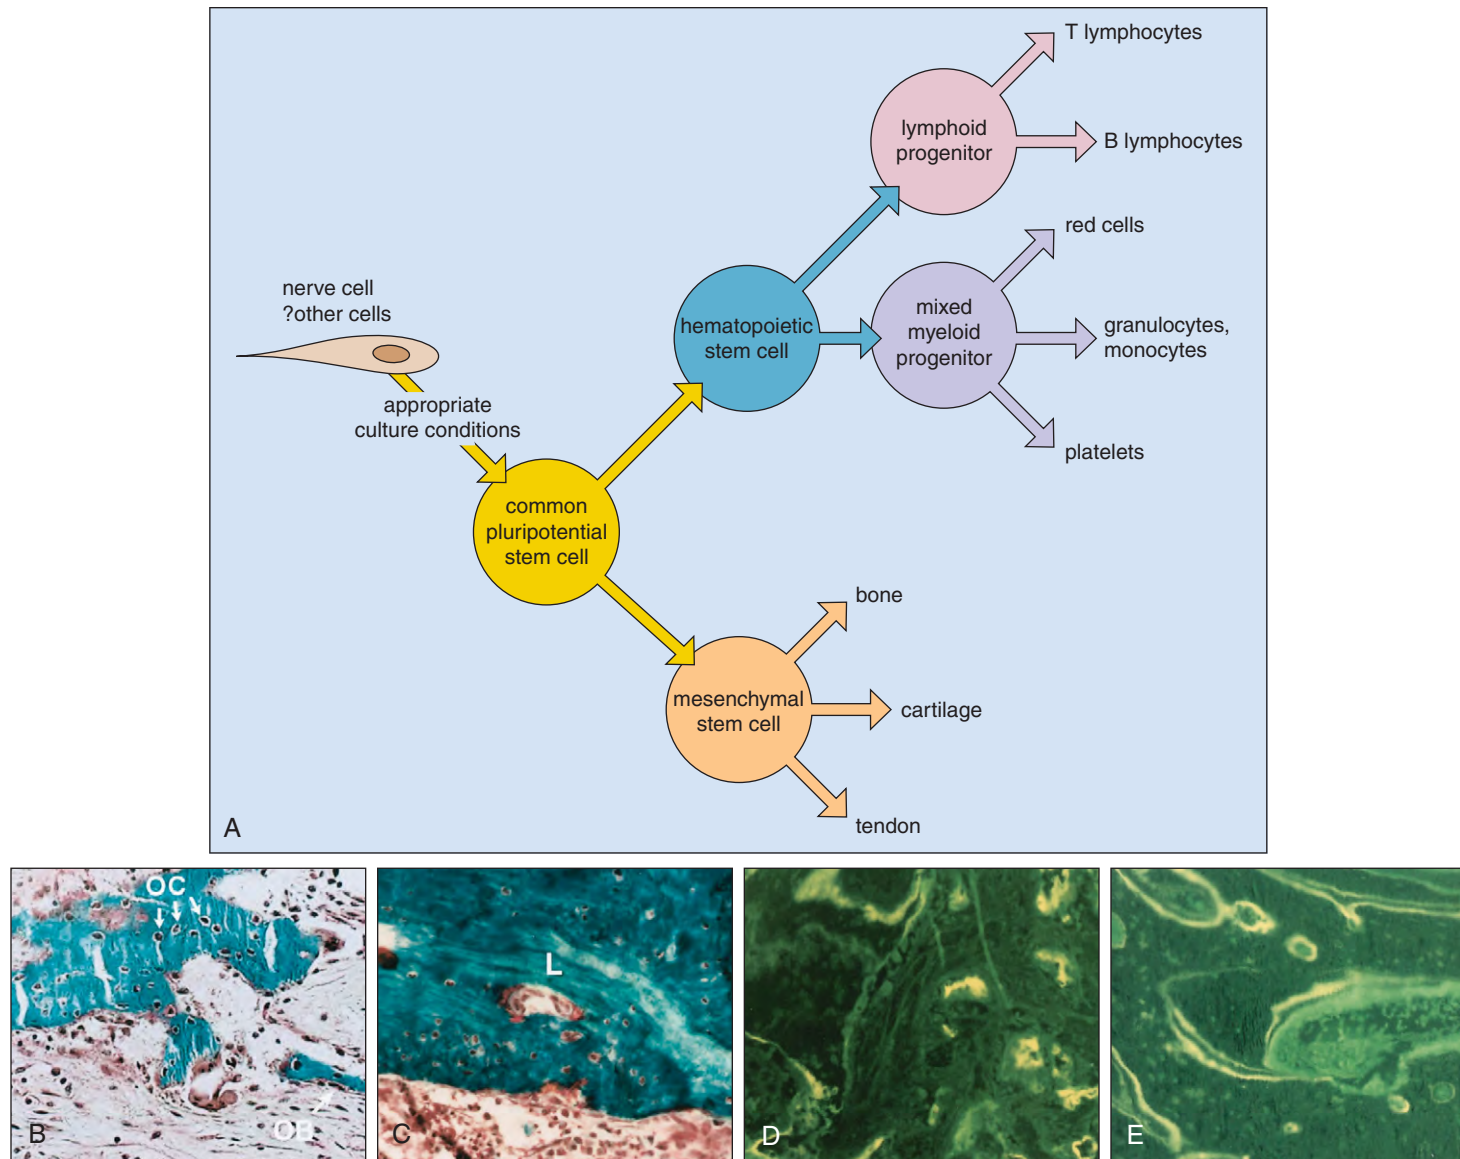 T lymphocytes
lymphoid
progenitor
B lymphocytes
red cells
nerve cell
?other cells
hematopoietic
stem cell
mixed
myeloid
progenitor
granulocytes,
monocytes
appropriate
culture conditions
platelets
common
pluripotential
stem cell
bone
mesenchymal
stem cell
cartilage
tendon
A
OC
OB
B
L
C
D
E